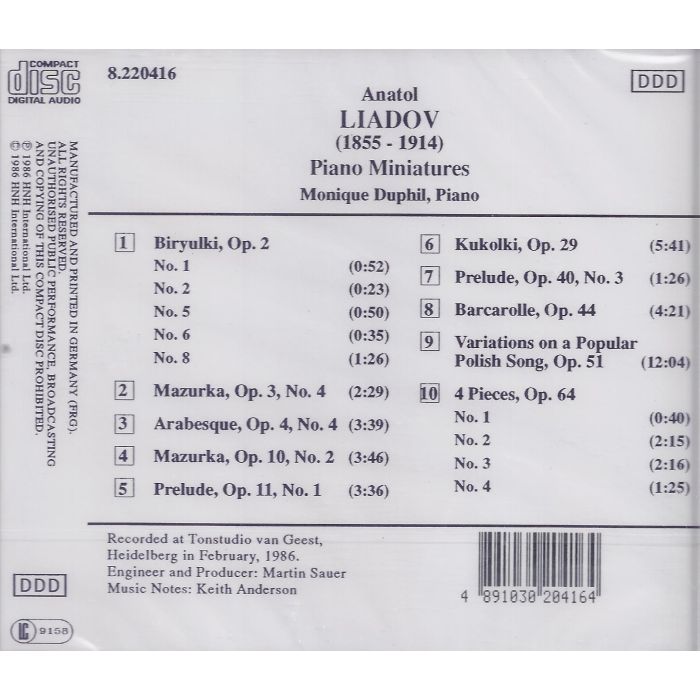 COMPACT
disc
DIGITAL AUDIO
8.220416
DDD
Anatol
LIADOV
(1855 - 1914)
Piano Miniatures
Monique Duphil, Piano
1 Biryulki, Op. 2
No. 1 (0:52)
No. 2 (0:23)
No. 5 (0:50)
No. 6 (0:35)
No. 8 (1:26)
2 Mazurka, Op. 3, No. 4 (2:29)
3 Arabesque, Op. 4, No. 4 (3:39)
4 Mazurka, Op. 10, No. 2 (3:46)
5 Prelude, Op. 11, No. 1 (3:36)
6 Kukolki, Op. 29 (5:41)
7 Prelude, Op. 40, No. 3 (1:26)
8 Barcarolle, Op. 44 (4:21)
9 Variations on a Popular
Polish Song, Op. 51 (12:04)
10 4 Pieces, Op. 64
No. 1 (0:40)
No. 2 (2:15)
No. 3 (2:16)
No. 4 (1:25)
Recorded at Tonstudio van Geest,
Heidelberg in February, 1986.
Engineer and Producer: Martin Sauer
Music Notes: Keith Anderson
4 891030 204164
DDD
LC 9158
MANUFACTURED AND PRINTED IN GERMANY (FRG).
ALL RIGHTS RESERVED.
UNAUTHORISED PUBLIC PERFORMANCE, BROADCASTING
AND COPYING OF THIS COMPACT DISC PROHIBITED.
℗ 1986 HNH International Ltd.
© 1986 HNH International Ltd.